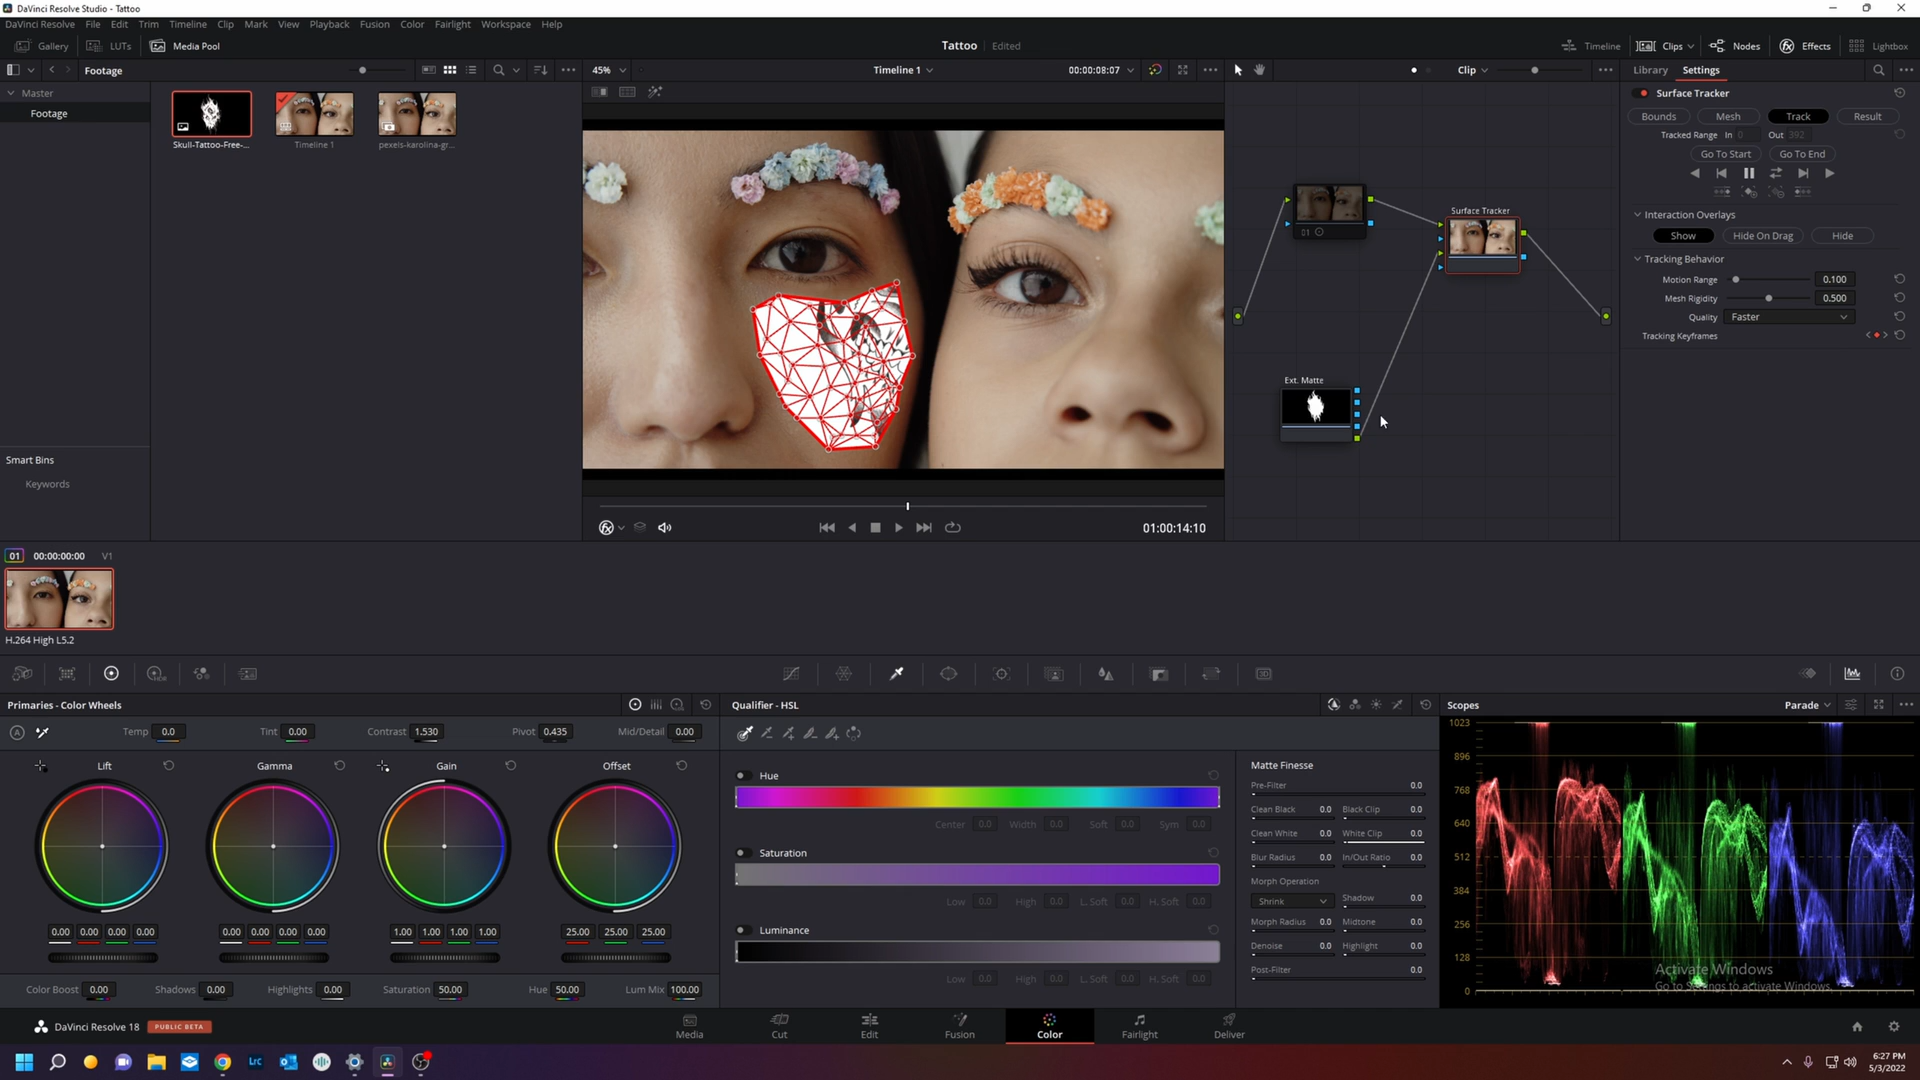 DaVinci Resolve Studio - Tattoo
DaVinci Resolve File Edit Trim Timeline Clip Mark View Playback Fusion Color Fairlight Workspace Help
Gallery LUTs Media Pool Tattoo Edited Timeline Clips Nodes Effects Lightbox
Footage 45% Timeline 1 00:00:08:07 Clip Library Settings
Master
Footage
Skull-Tattoo-Free-... Timeline 1 pexels-karolina-gr...
Smart Bins
Keywords
01:00:14:10
Surface Tracker
01
Ext. Matte
Surface Tracker
Bounds Mesh Track Result
Tracked Range In 0 Out 392
Go To Start Go To End
Interaction Overlays
Show Hide On Drag Hide
Tracking Behavior
Motion Range 0.100
Mesh Rigidity 0.500
Quality Faster
Tracking Keyframes
01 00:00:00:00 V1
H.264 High L5.2
Primaries - Color Wheels
Temp 0.0 Tint 0.00 Contrast 1.530 Pivot 0.435 Mid/Detail 0.00
Lift Gamma Gain Offset
0.00 0.00 0.00 0.00 0.00 0.00 0.00 0.00 1.00 1.00 1.00 1.00 25.00 25.00 25.00
Color Boost 0.00 Shadows 0.00 Highlights 0.00 Saturation 50.00 Hue 50.00 Lum Mix 100.00
Qualifier - HSL
Hue
Center 0.0 Width 0.0 Soft 0.0 Sym 0.0
Saturation
Low 0.0 High 0.0 L. Soft 0.0 H. Soft 0.0
Luminance
Low 0.0 High 0.0 L. Soft 0.0 H. Soft 0.0
Matte Finesse
Pre-Filter 0.0
Clean Black 0.0 Black Clip 0.0
Clean White 0.0 White Clip 0.0
Blur Radius 0.0 In/Out Ratio 0.0
Morph Operation
Shrink Shadow 0.0
Morph Radius 0.0 Midtone 0.0
Denoise 0.0 Highlight 0.0
Post-Filter 0.0
Scopes Parade
1023
896
768
640
512
384
256
128
0
Activate Windows
Go to Settings to activate Windows.
DaVinci Resolve 18 PUBLIC BETA Media Cut Edit Fusion Color Fairlight Deliver
LrC
6:27 PM
5/3/2022